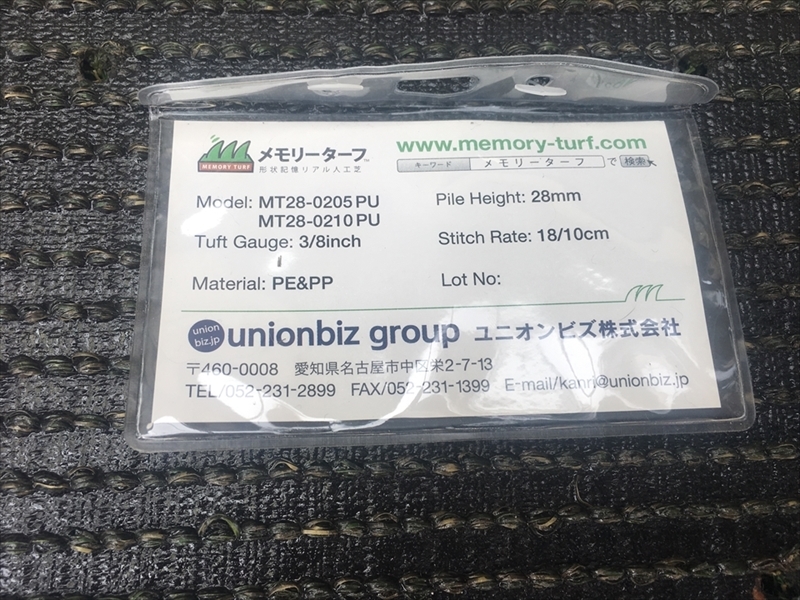 メモリーターフ™
MEMORY TURF
形状記憶リアル人工芝
www.memory-turf.com
キーワード メモリーターフ で 検索
Model: MT28-0205PU
MT28-0210PU
Pile Height: 28mm
Tuft Gauge: 3/8inch
Stitch Rate: 18/10cm
Material: PE&PP
Lot No:
union
biz.jp
unionbiz group ユニオンビズ株式会社
〒460-0008 愛知県名古屋市中区栄2-7-13
TEL/052-231-2899 FAX/052-231-1399 E-mail/kanri@unionbiz.jp